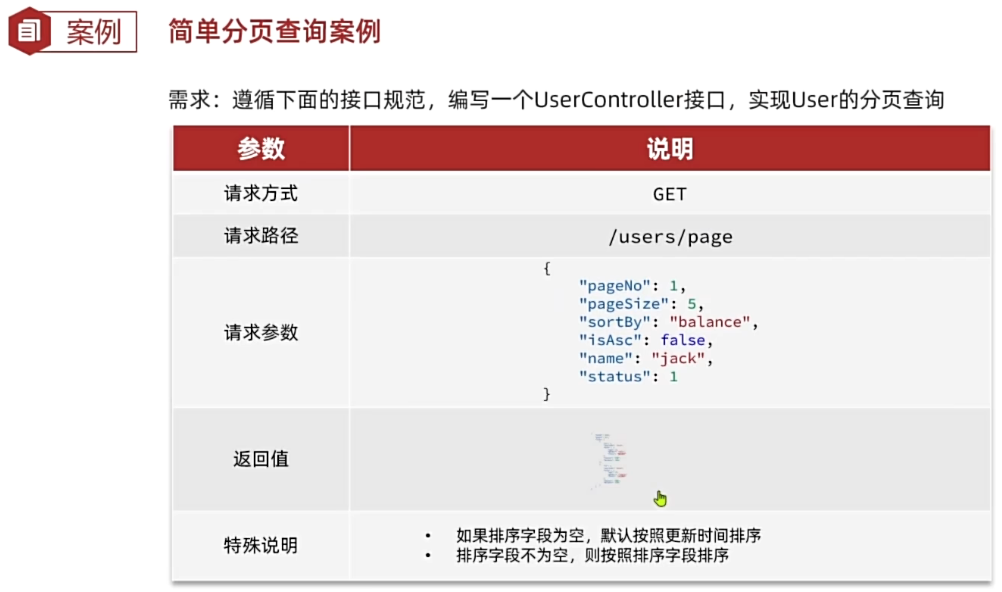 案例
简单分页查询案例
需求：遵循下面的接口规范，编写一个UserController接口，实现User的分页查询
参数 说明
请求方式 GET
请求路径 /users/page
请求参数
{
"pageNo": 1,
"pageSize": 5,
"sortBy": "balance",
"isAsc": false,
"name": "jack",
"status": 1
}
返回值
特殊说明
• 如果排序字段为空，默认按照更新时间排序
• 排序字段不为空，则按照排序字段排序